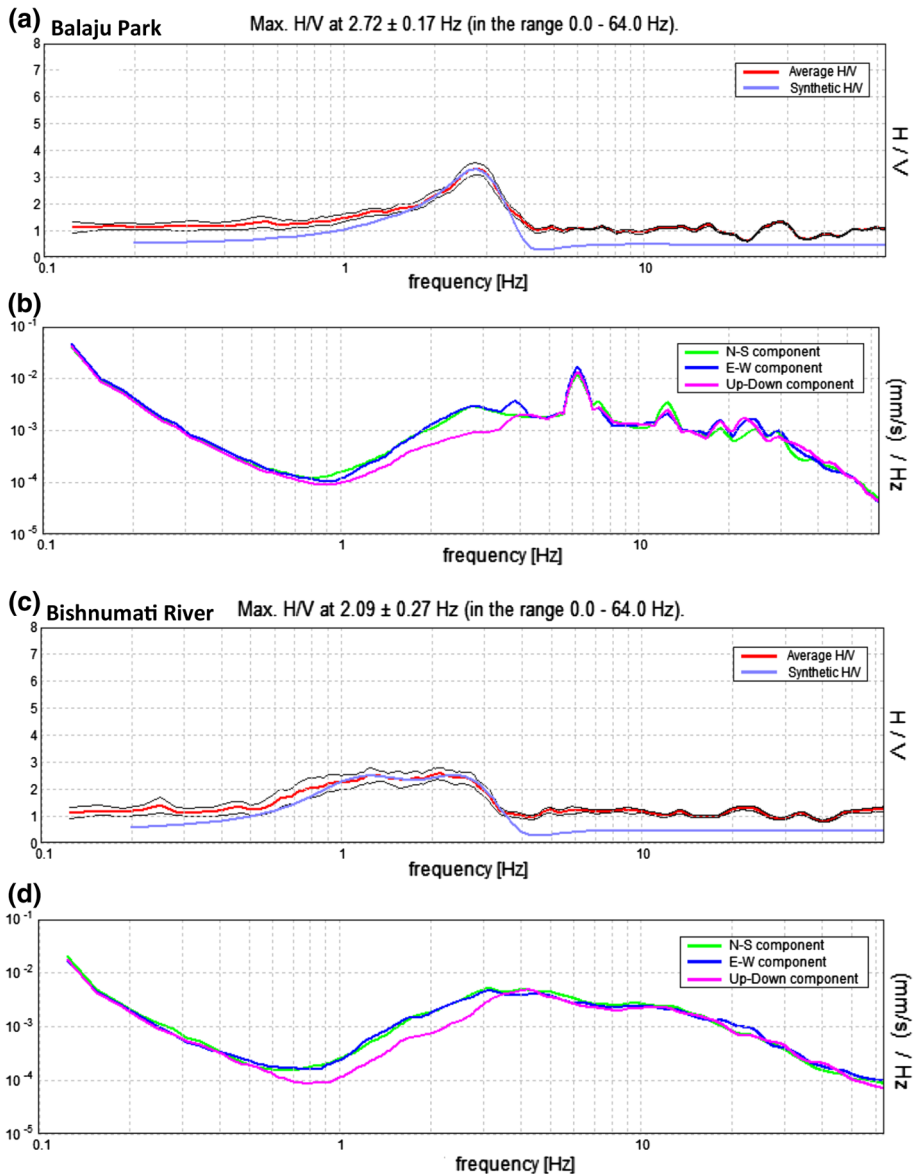 (a) Balaju Park Max. H/V at 2.72 ± 0.17 Hz (in the range 0.0 - 64.0 Hz).
8
7
6
5
4
3
2
1
0
Average H/V
Synthetic H/V
H / V
0.1 1 10
frequency [Hz]
(b)
10-1
10-2
10-3
10-4
10-5
N-S component
E-W component
Up-Down component
(mm/s) / Hz
0.1 1 10
frequency [Hz]
(c) Bishnumati River Max. H/V at 2.09 ± 0.27 Hz (in the range 0.0 - 64.0 Hz).
8
7
6
5
4
3
2
1
0
Average H/V
Synthetic H/V
H / V
0.1 1 10
frequency [Hz]
(d)
10-1
10-2
10-3
10-4
10-5
N-S component
E-W component
Up-Down component
(mm/s) / Hz
0.1 1 10
frequency [Hz]